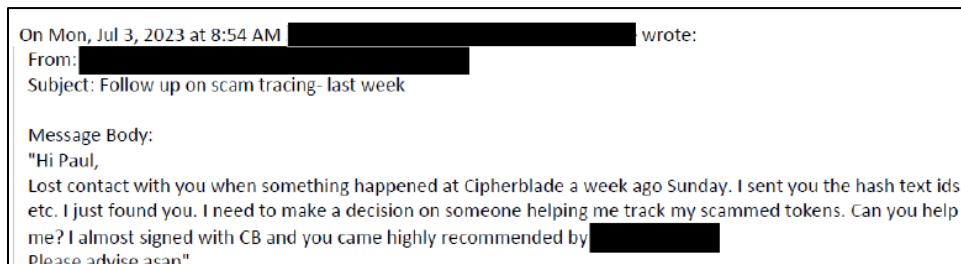 On Mon, Jul 3, 2023 at 8:54 AM wrote:
From:
Subject: Follow up on scam tracing- last week
Message Body:
"Hi Paul,
Lost contact with you when something happened at Cipherblade a week ago Sunday. I sent you the hash text ids
etc. I just found you. I need to make a decision on someone helping me track my scammed tokens. Can you help
me? I almost signed with CB and you came highly recommended by
Please advise asap"